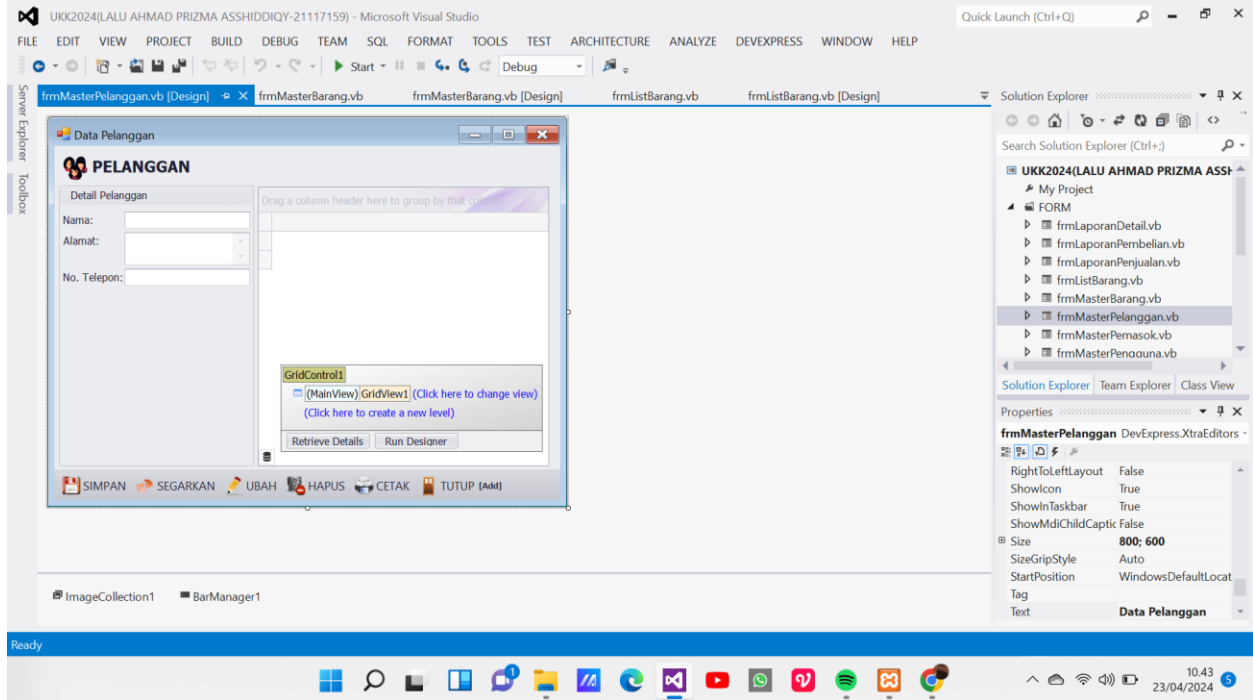 UKK2024(LALU AHMAD PRIZMA ASSHIDDIQY-21117159) - Microsoft Visual Studio
Quick Launch (Ctrl+Q)
FILE EDIT VIEW PROJECT BUILD DEBUG TEAM SQL FORMAT TOOLS TEST ARCHITECTURE ANALYZE DEVEXPRESS WINDOW HELP
Start Debug
Server Explorer
Toolbox
frmMasterPelanggan.vb [Design] frmMasterBarang.vb frmMasterBarang.vb [Design] frmListBarang.vb frmListBarang.vb [Design]
Data Pelanggan
PELANGGAN
Detail Pelanggan
Nama:
Alamat:
No. Telepon:
Drag a column header here to group by that column
GridControl1
(MainView) GridView1 (Click here to change view)
(Click here to create a new level)
Retrieve Details Run Designer
SIMPAN SEGARKAN UBAH HAPUS CETAK TUTUP [Add]
ImageCollection1 BarManager1
Solution Explorer
Search Solution Explorer (Ctrl+;)
UKK2024(LALU AHMAD PRIZMA ASSH
My Project
FORM
frmLaporanDetail.vb
frmLaporanPembelian.vb
frmLaporanPenjualan.vb
frmListBarang.vb
frmMasterBarang.vb
frmMasterPelanggan.vb
frmMasterPemasok.vb
frmMasterPengguna.vb
Solution Explorer Team Explorer Class View
Properties
frmMasterPelanggan DevExpress.XtraEditors
RightToLeftLayout False
ShowIcon True
ShowInTaskbar True
ShowMdiChildCaptic False
Size 800; 600
SizeGripStyle Auto
StartPosition WindowsDefaultLocat
Tag
Text Data Pelanggan
Ready
1
10.43
23/04/2024
5